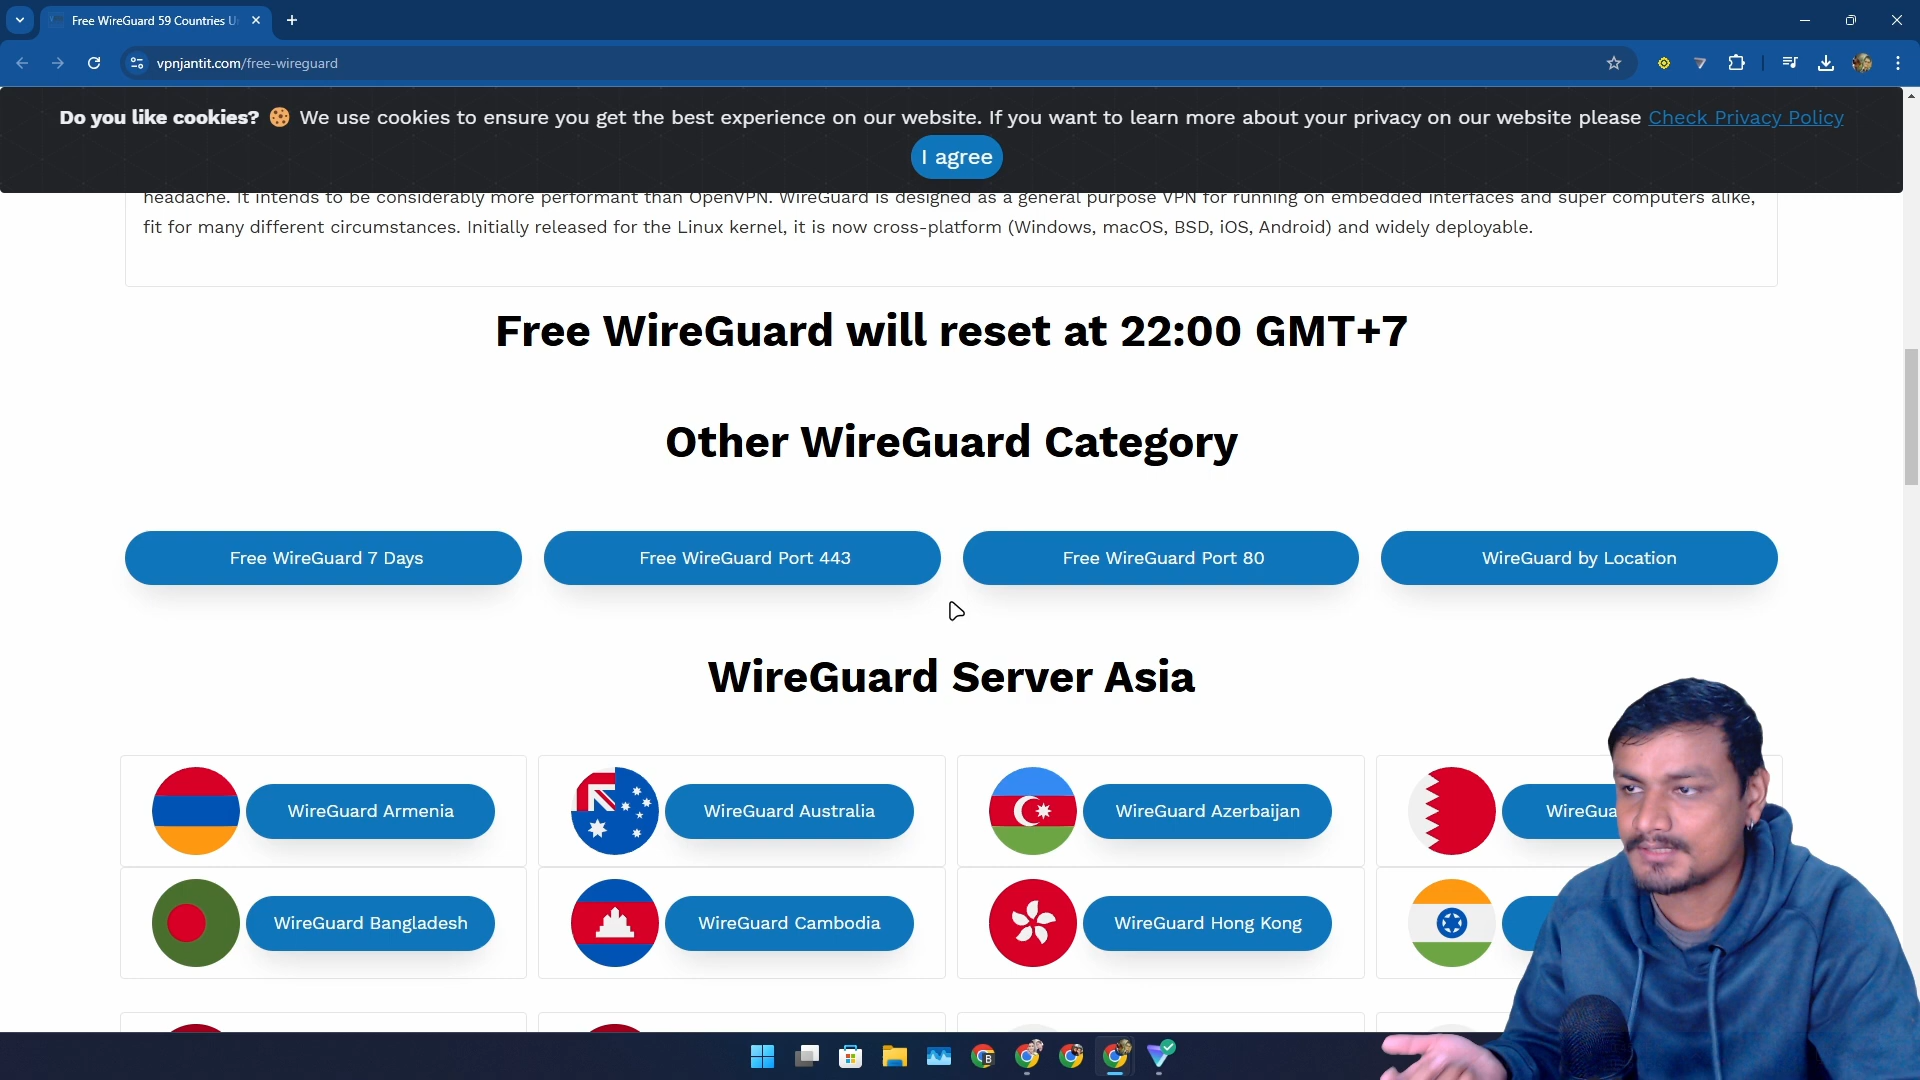 Free WireGuard 59 Countries U
vpnjantit.com/free-wireguard
Do you like cookies? 🍪 We use cookies to ensure you get the best experience on our website. If you want to learn more about your privacy on our website please Check Privacy Policy
I agree
headache. It intends to be considerably more performant than OpenVPN. WireGuard is designed as a general purpose VPN for running on embedded interfaces and super computers alike,
fit for many different circumstances. Initially released for the Linux kernel, it is now cross-platform (Windows, macOS, BSD, iOS, Android) and widely deployable.
Free WireGuard will reset at 22:00 GMT+7
Other WireGuard Category
Free WireGuard 7 Days
Free WireGuard Port 443
Free WireGuard Port 80
WireGuard by Location
WireGuard Server Asia
WireGuard Armenia
WireGuard Australia
WireGuard Azerbaijan
WireGua
WireGuard Bangladesh
WireGuard Cambodia
WireGuard Hong Kong
B